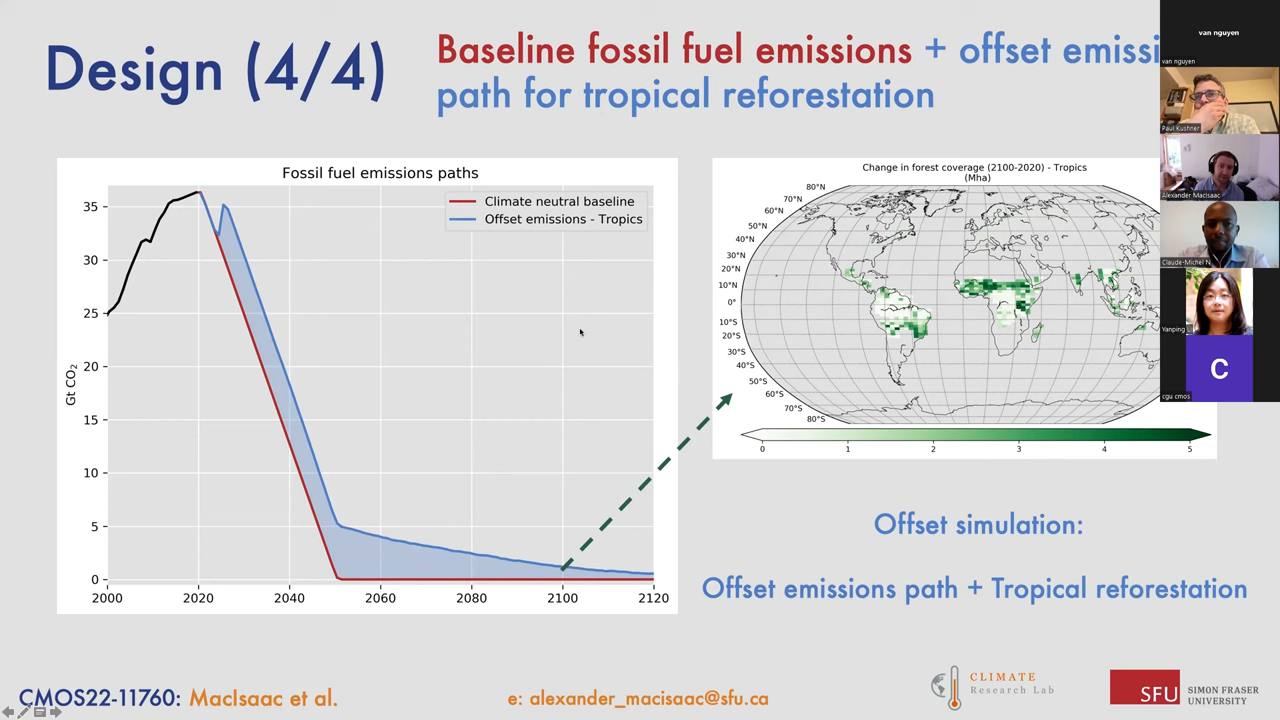 Design (4/4)
Baseline fossil fuel emissions + offset emissi
path for tropical reforestation
van nguyen
van nguyen
Paul Kushner
Alexander MacIsaac
Claude-Michel N
Yanping
C
cgu cmos
Fossil fuel emissions paths
Climate neutral baseline
Offset emissions - Tropics
Gt CO₂
35
30
25
20
15
10
5
0
2000 2020 2040 2060 2080 2100 2120
Change in forest coverage (2100-2020) - Tropics
(Mha)
80°N
70°N
60°N
50°N
40°N
30°N
20°N
10°N
0°
10°S
20°S
30°S
40°S
50°S
60°S
70°S
80°S
0 1 2 3 4 5
Offset simulation:
Offset emissions path + Tropical reforestation
CMOS22-11760: MacIsaac et al.
e: alexander_macisaac@sfu.ca
CLIMATE
Research Lab
SFU
SIMON FRASER
UNIVERSITY